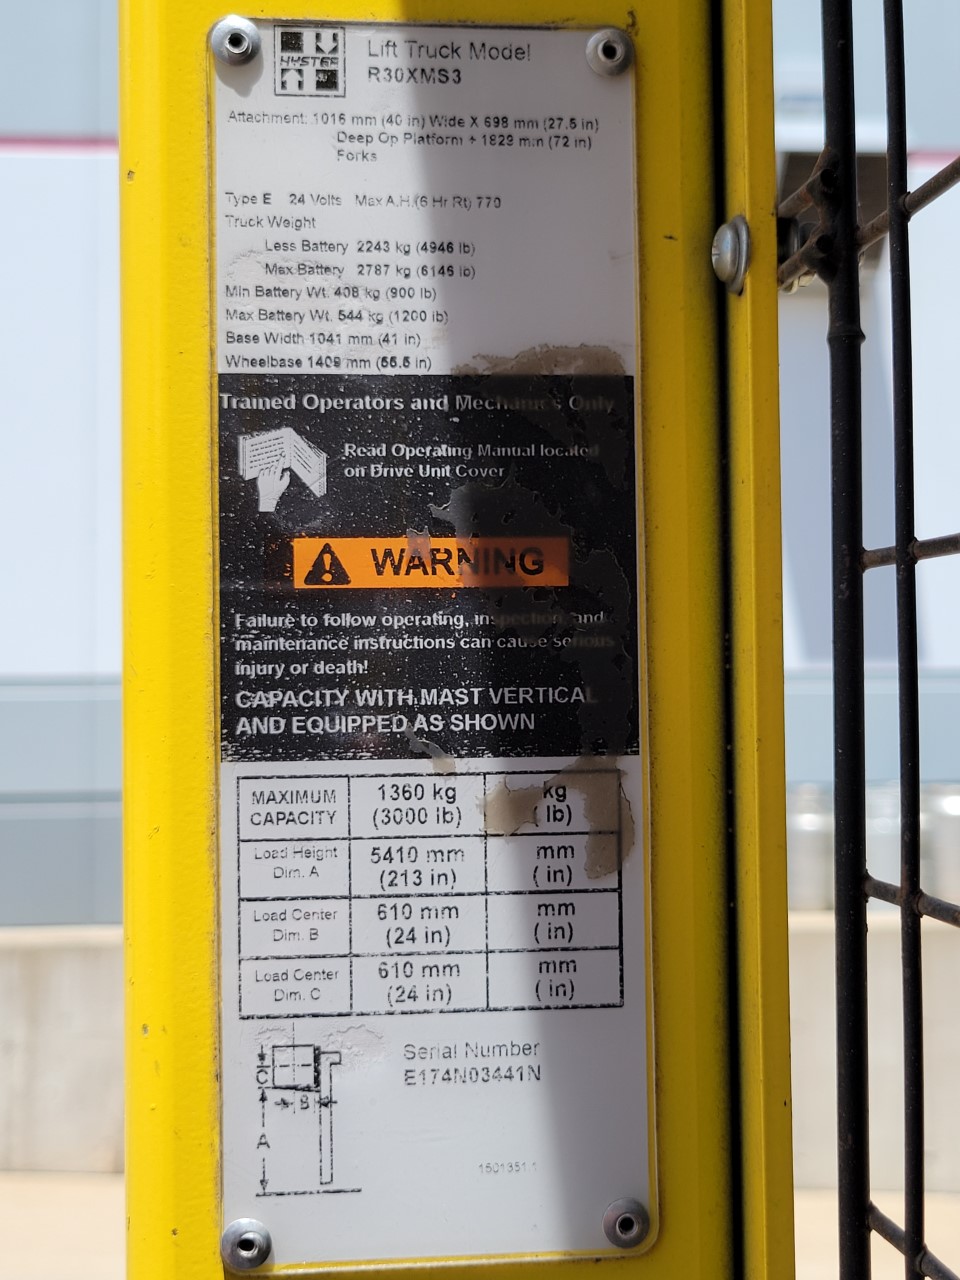 HYSTER
Lift Truck Model
R30XMS3
Attachment: 1016 mm (40 in) Wide X 698 mm (27.5 in)
Deep Op Platform + 1829 mm (72 in)
Forks
Type E 24 Volts Max A.H.(6 Hr Rt) 770
Truck Weight
Less Battery 2243 kg (4946 lb)
Max Battery 2787 kg (6146 lb)
Min Battery Wt. 408 kg (900 lb)
Max Battery Wt. 544 kg (1200 lb)
Base Width 1041 mm (41 in)
Wheelbase 1409 mm (55.5 in)
Trained Operators and Mechanics Only
Read Operating Manual located
on Drive Unit Cover
WARNING
Failure to follow operating, inspection, and
maintenance instructions can cause serious
injury or death!
CAPACITY WITH MAST VERTICAL
AND EQUIPPED AS SHOWN
MAXIMUM CAPACITY 1360 kg (3000 lb) kg ( lb)
Load Height Dim. A 5410 mm (213 in) mm ( in)
Load Center Dim. B 610 mm (24 in) mm ( in)
Load Center Dim. C 610 mm (24 in) mm ( in)
C
B
A
Serial Number
E174N03441N
1501351 1